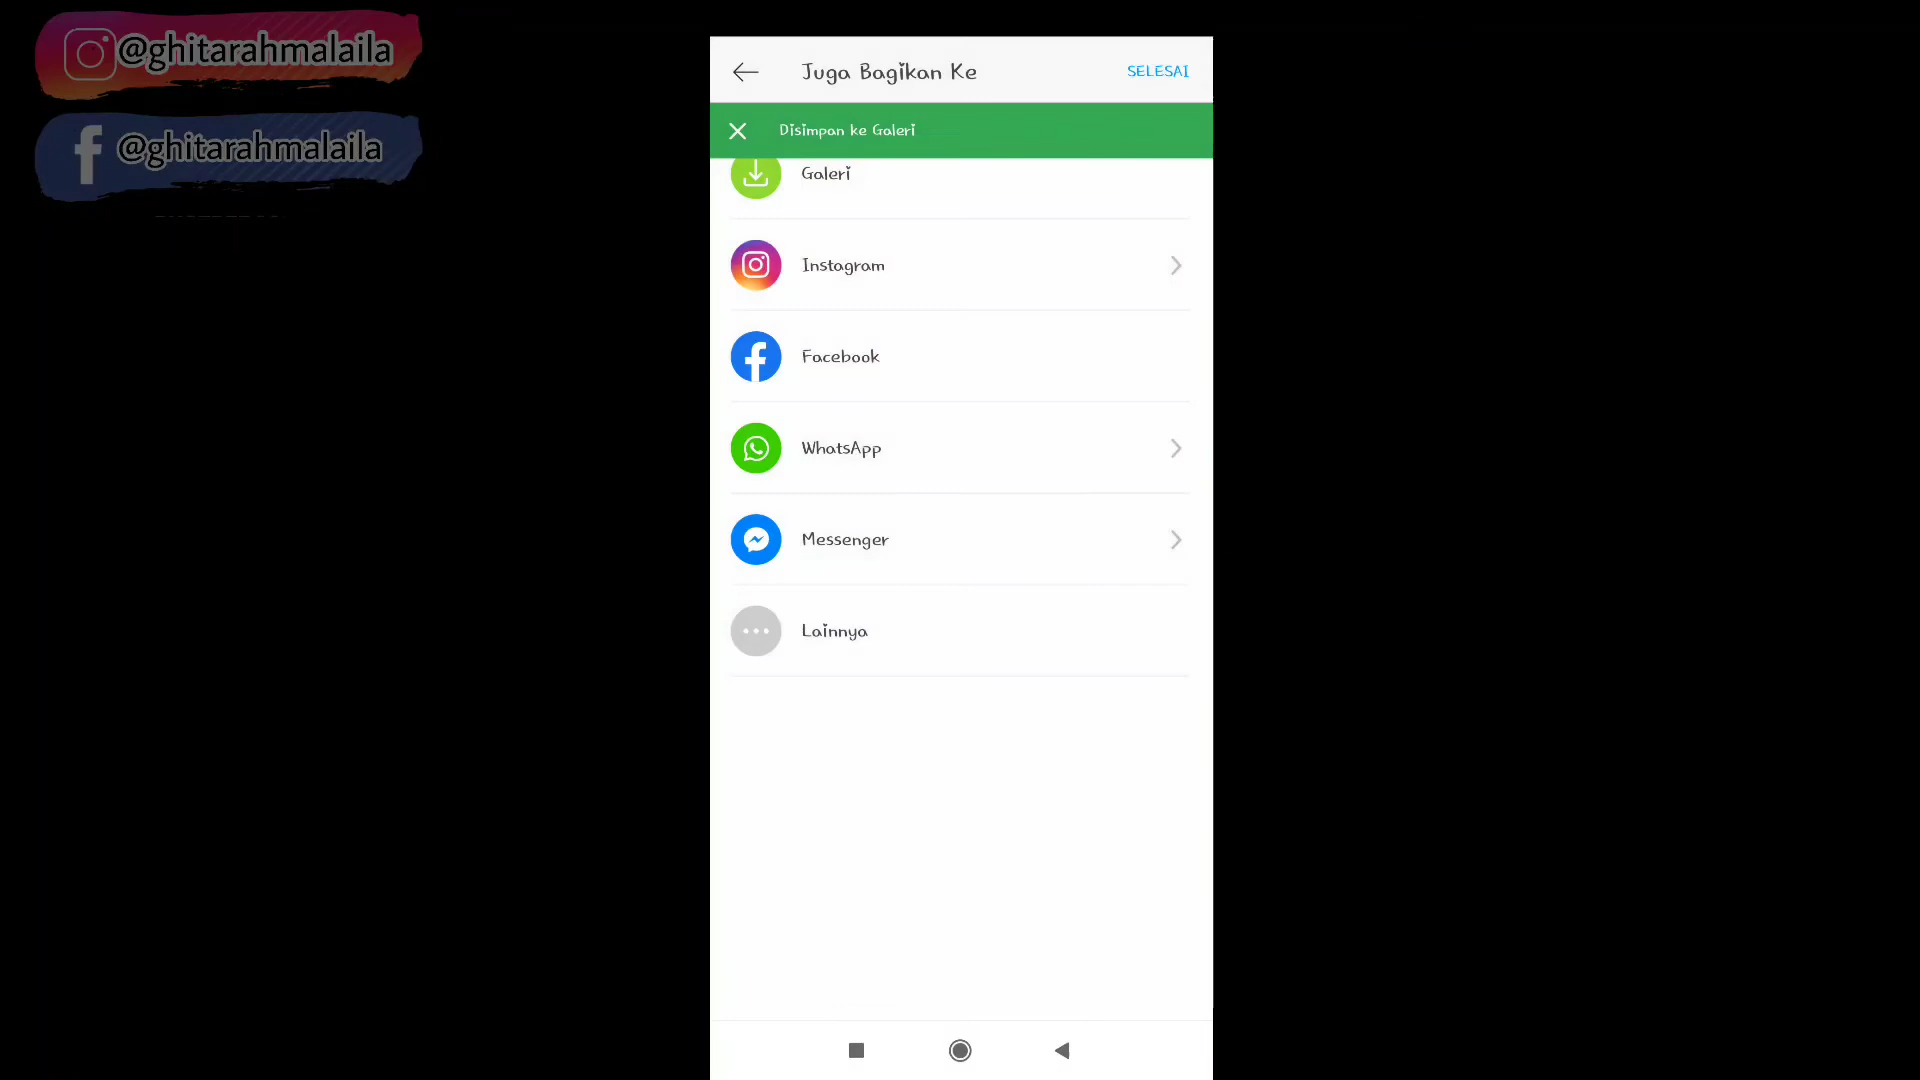 @ghitarahmalaila
@ghitarahmalaila
Juga Bagikan Ke
SELESAI
Disimpan ke Galeri
Galeri
Instagram
Facebook
WhatsApp
Messenger
Lainnya